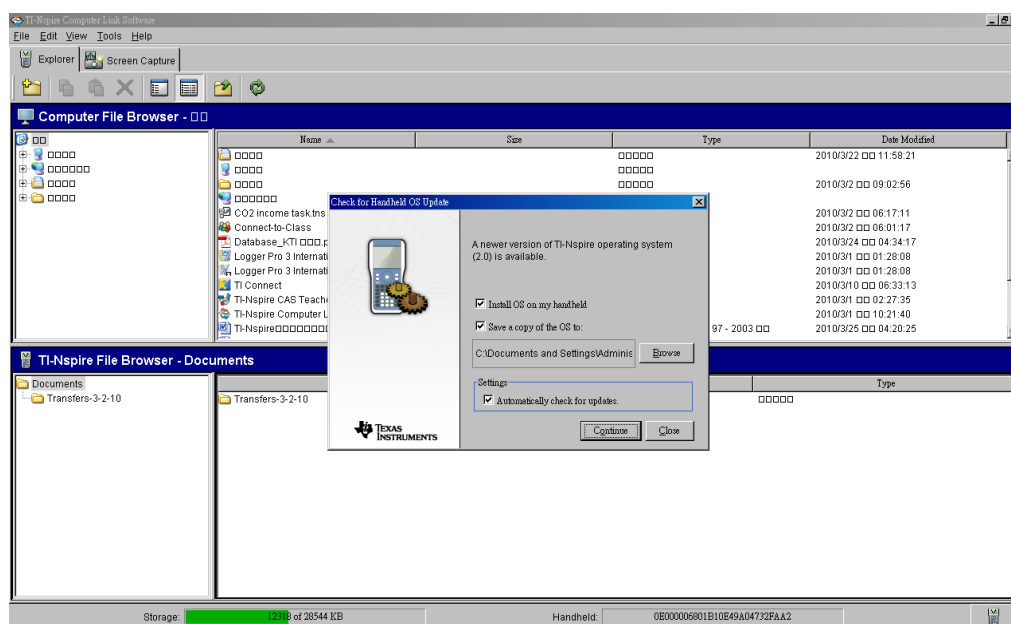 TI-Nspire Computer Link Software
File Edit View Tools Help
Explorer Screen Capture
Computer File Browser - □□
□□
□□□□
□□□□□□
□□□□
□□□□
Name Size Type Date Modified
□□□□ □□□□□ 2010/3/22 □□ 11:58:21
□□□□ □□□□□
□□□□ □□□□□ 2010/3/2 □□ 09:02:56
□□□□□□
CO2 income task.tns 2010/3/2 □□ 06:17:11
Connect-to-Class 2010/3/2 □□ 06:01:17
Database_KTI □□□.p 2010/3/24 □□ 04:34:17
Logger Pro 3 Internati 2010/3/1 □□ 01:28:08
Logger Pro 3 Internati 2010/3/1 □□ 01:28:08
TI Connect 2010/3/10 □□ 06:33:13
TI-Nspire CAS Teach 2010/3/1 □□ 02:27:35
TI-Nspire Computer L 2010/3/1 □□ 10:21:40
TI-Nspire□□□□□□□ 97 - 2003 □□ 2010/3/25 □□ 04:20:25
Check for Handheld OS Update
A newer version of TI-Nspire operating system
(2.0) is available.
Install OS on my handheld
Save a copy of the OS to:
C:\Documents and Settings\Adminis Browse
Settings
Automatically check for updates.
Texas
Instruments
Continue Close
TI-Nspire File Browser - Documents
Documents
Transfers-3-2-10
Type
Transfers-3-2-10 □□□□□
Storage: 12318 of 28544 KB Handheld: 0E000006801B10E49A04732FAA2